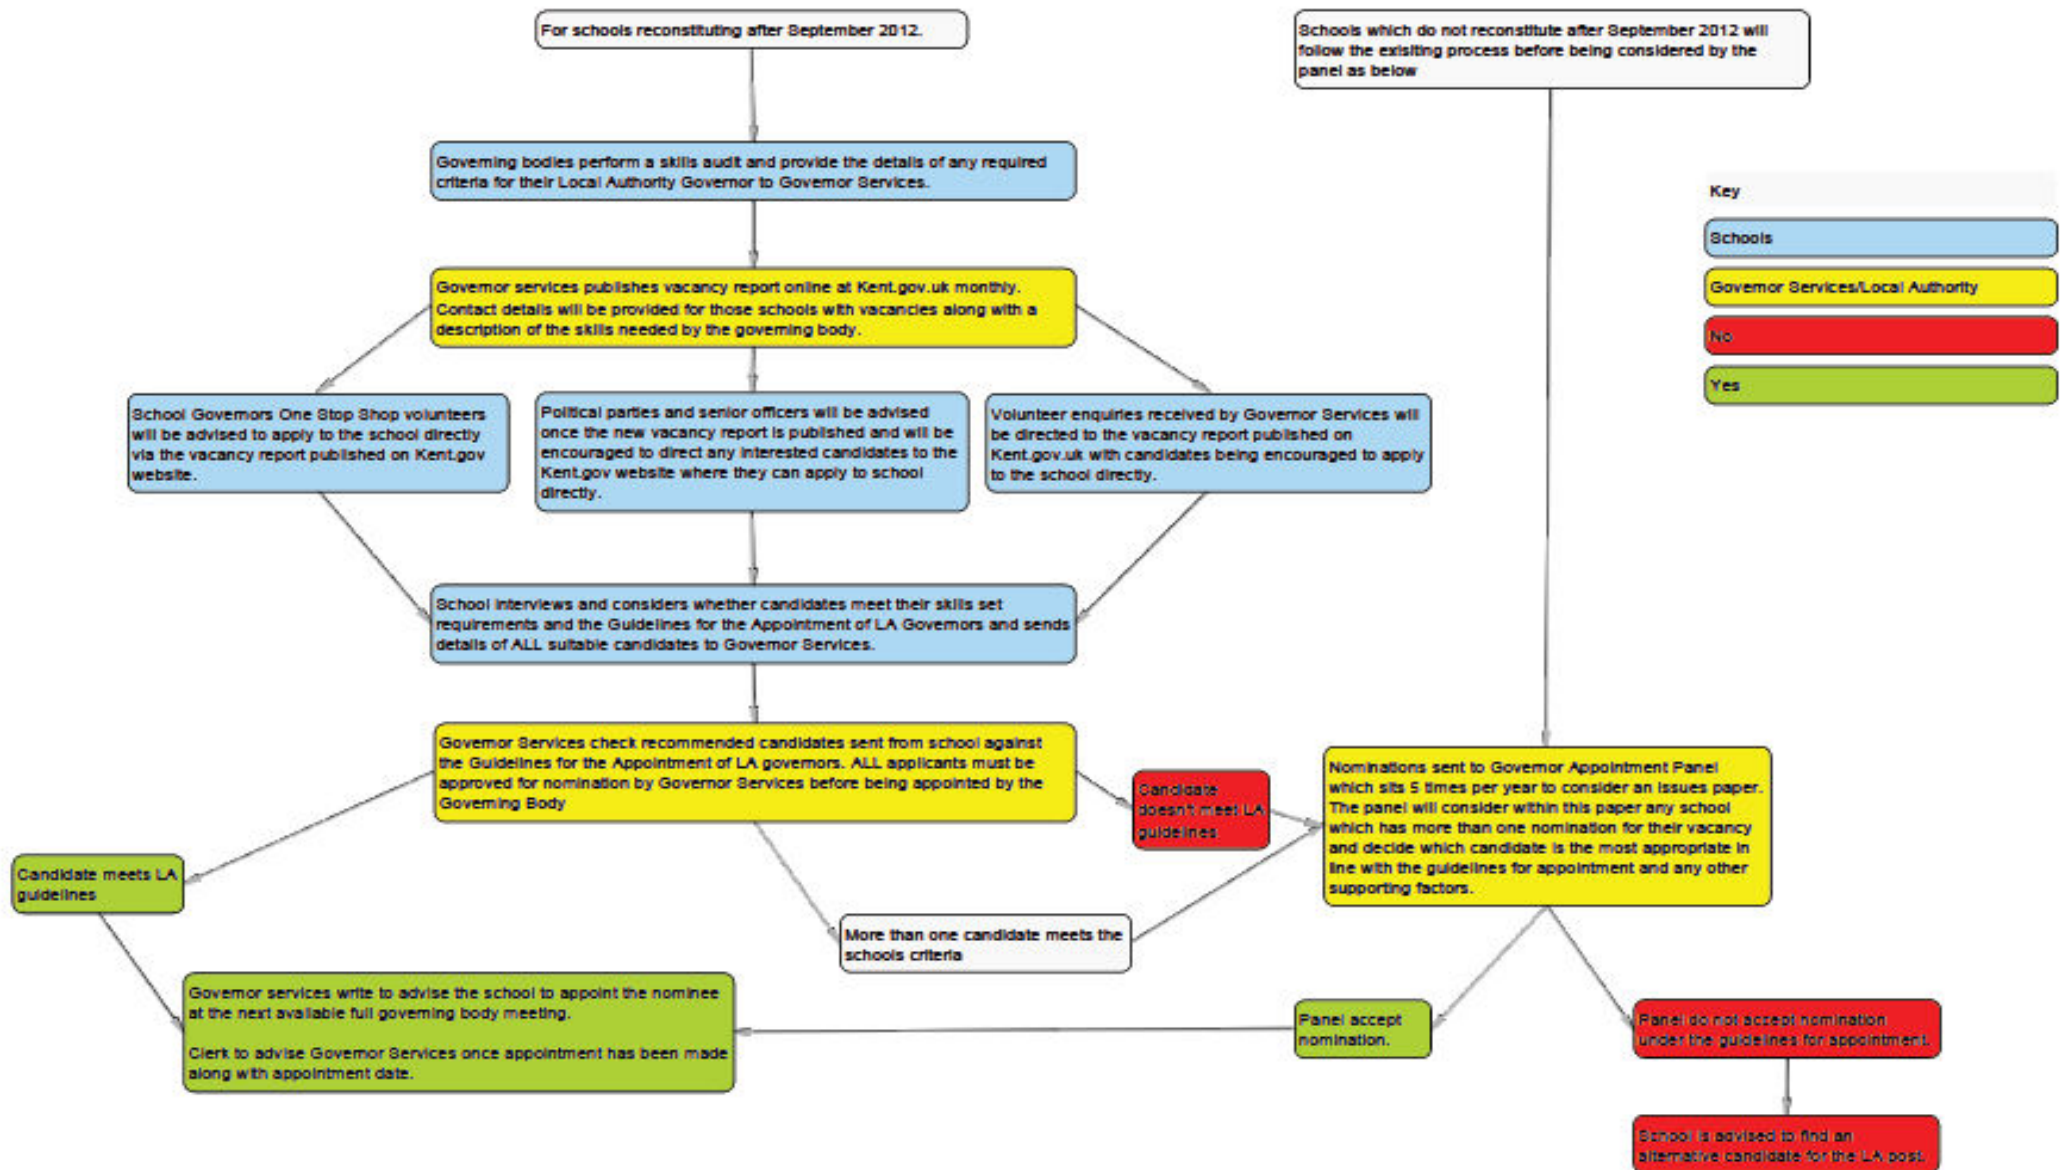 For schools reconstituting after September 2012.
Schools which do not reconstitute after September 2012 will
follow the exisiting process before being considered by the
panel as below
Governing bodies perform a skills audit and provide the details of any required
criteria for their Local Authority Governor to Governor Services.
Key
Schools
Governor Services/Local Authority
No
Yes
Governor services publishes vacancy report online at Kent.gov.uk monthly.
Contact details will be provided for those schools with vacancies along with a
description of the skills needed by the governing body.
School Governors One Stop Shop volunteers
will be advised to apply to the school directly
via the vacancy report published on Kent.gov
website.
Political parties and senior officers will be advised
once the new vacancy report is published and will be
encouraged to direct any interested candidates to the
Kent.gov website where they can apply to school
directly.
Volunteer enquiries received by Governor Services will
be directed to the vacancy report published on
Kent.gov.uk with candidates being encouraged to apply
to the school directly.
School interviews and considers whether candidates meet their skills set
requirements and the Guidelines for the Appointment of LA Governors and sends
details of ALL suitable candidates to Governor Services.
Governor Services check recommended candidates sent from school against
the Guidelines for the Appointment of LA governors. ALL applicants must be
approved for nomination by Governor Services before being appointed by the
Governing Body
Candidate
doesn't meet LA
guidelines
Nominations sent to Governor Appointment Panel
which sits 5 times per year to consider an issues paper.
The panel will consider within this paper any school
which has more than one nomination for their vacancy
and decide which candidate is the most appropriate in
line with the guidelines for appointment and any other
supporting factors.
Candidate meets LA
guidelines
More than one candidate meets the
schools criteria
Governor services write to advise the school to appoint the nominee
at the next available full governing body meeting.
Clerk to advise Governor Services once appointment has been made
along with appointment date.
Panel accept
nomination.
Panel do not accept nomination
under the guidelines for appointment.
School is advised to find an
alternative candidate for the LA post.